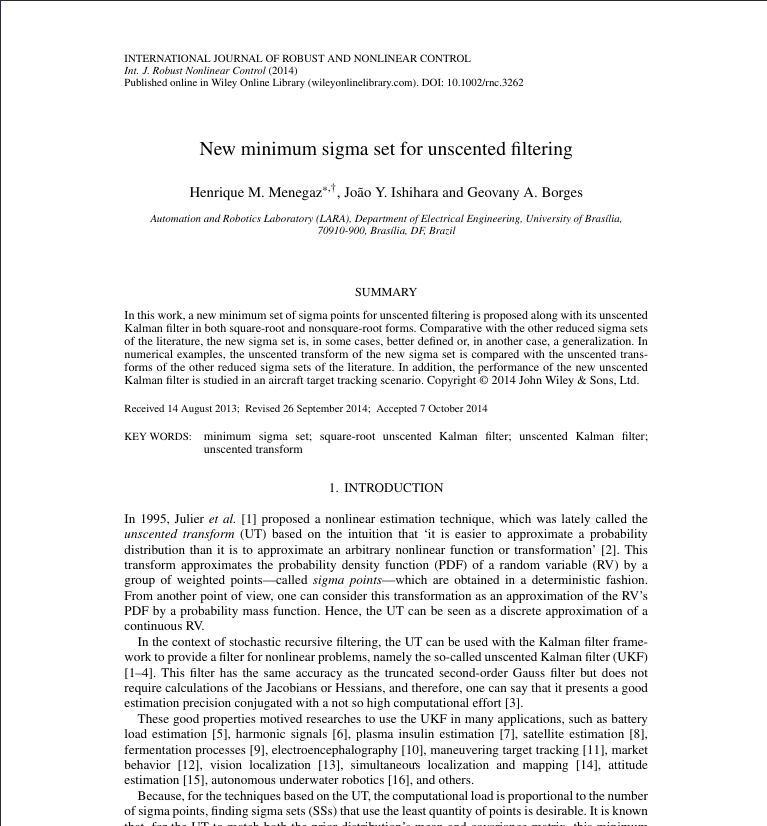 INTERNATIONAL JOURNAL OF ROBUST AND NONLINEAR CONTROL
Int. J. Robust Nonlinear Control (2014)
Published online in Wiley Online Library (wileyonlinelibrary.com). DOI: 10.1002/rnc.3262
New minimum sigma set for unscented filtering
Henrique M. Menegaz*,†, João Y. Ishihara and Geovany A. Borges
Automation and Robotics Laboratory (LARA), Department of Electrical Engineering, University of Brasília,
70910-900, Brasília, DF, Brazil
SUMMARY
In this work, a new minimum set of sigma points for unscented filtering is proposed along with its unscented
Kalman filter in both square-root and nonsquare-root forms. Comparative with the other reduced sigma sets
of the literature, the new sigma set is, in some cases, better defined or, in another case, a generalization. In
numerical examples, the unscented transform of the new sigma set is compared with the unscented trans-
forms of the other reduced sigma sets of the literature. In addition, the performance of the new unscented
Kalman filter is studied in an aircraft target tracking scenario. Copyright © 2014 John Wiley & Sons, Ltd.
Received 14 August 2013; Revised 26 September 2014; Accepted 7 October 2014
KEY WORDS: minimum sigma set; square-root unscented Kalman filter; unscented Kalman filter;
unscented transform
1. INTRODUCTION
In 1995, Julier et al. [1] proposed a nonlinear estimation technique, which was lately called the
unscented transform (UT) based on the intuition that ‘it is easier to approximate a probability
distribution than it is to approximate an arbitrary nonlinear function or transformation’ [2]. This
transform approximates the probability density function (PDF) of a random variable (RV) by a
group of weighted points—called sigma points—which are obtained in a deterministic fashion.
From another point of view, one can consider this transformation as an approximation of the RV’s
PDF by a probability mass function. Hence, the UT can be seen as a discrete approximation of a
continuous RV.
In the context of stochastic recursive filtering, the UT can be used with the Kalman filter frame-
work to provide a filter for nonlinear problems, namely the so-called unscented Kalman filter (UKF)
[1–4]. This filter has the same accuracy as the truncated second-order Gauss filter but does not
require calculations of the Jacobians or Hessians, and therefore, one can say that it presents a good
estimation precision conjugated with a not so high computational effort [3].
These good properties motived researches to use the UKF in many applications, such as battery
load estimation [5], harmonic signals [6], plasma insulin estimation [7], satellite estimation [8],
fermentation processes [9], electroencephalography [10], maneuvering target tracking [11], market
behavior [12], vision localization [13], simultaneous localization and mapping [14], attitude
estimation [15], autonomous underwater robotics [16], and others.
Because, for the techniques based on the UT, the computational load is proportional to the number
of sigma points, finding sigma sets (SSs) that use the least quantity of points is desirable. It is known
that, for the UT to match both the prior distribution’s mean and covariance matrix, this minimum